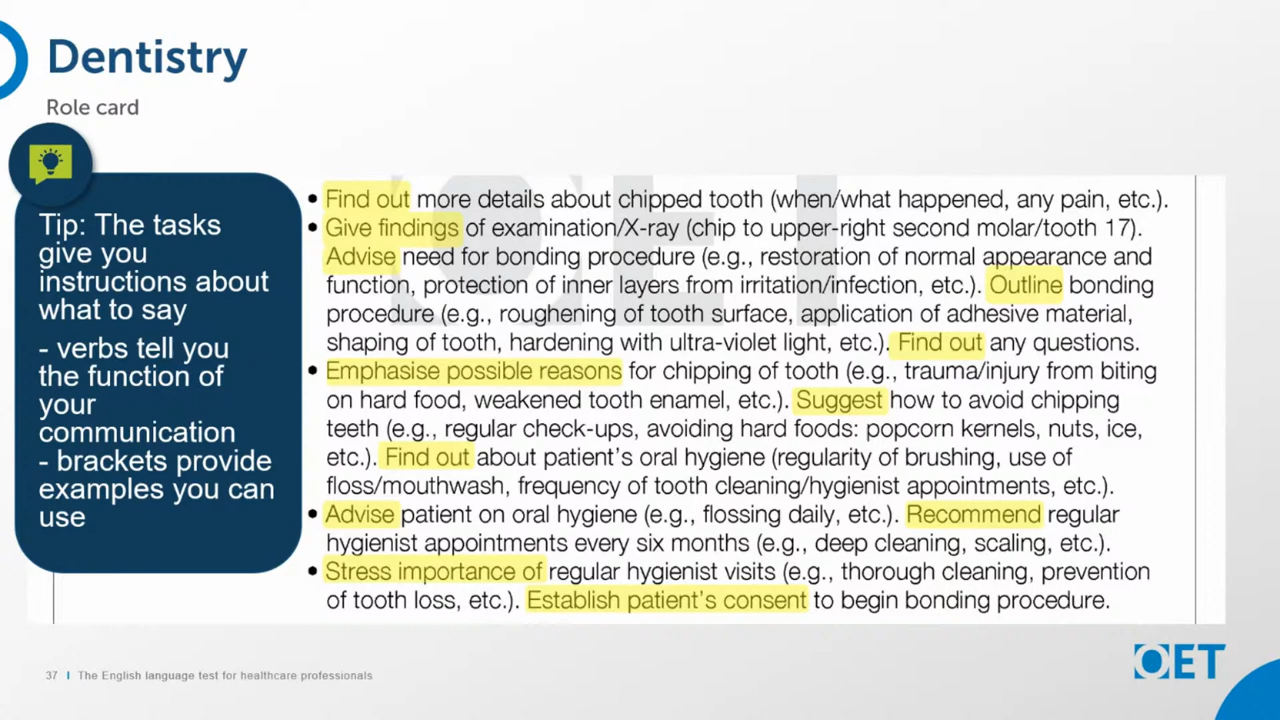 Dentistry
Role card
Tip: The tasks
give you
instructions about
what to say
- verbs tell you
the function of
your
communication
- brackets provide
examples you can
use
• Find out more details about chipped tooth (when/what happened, any pain, etc.).
• Give findings of examination/X-ray (chip to upper-right second molar/tooth 17).
Advise need for bonding procedure (e.g., restoration of normal appearance and
function, protection of inner layers from irritation/infection, etc.). Outline bonding
procedure (e.g., roughening of tooth surface, application of adhesive material,
shaping of tooth, hardening with ultra-violet light, etc.). Find out any questions.
• Emphasise possible reasons for chipping of tooth (e.g., trauma/injury from biting
on hard food, weakened tooth enamel, etc.). Suggest how to avoid chipping
teeth (e.g., regular check-ups, avoiding hard foods: popcorn kernels, nuts, ice,
etc.). Find out about patient's oral hygiene (regularity of brushing, use of
floss/mouthwash, frequency of tooth cleaning/hygienist appointments, etc.).
• Advise patient on oral hygiene (e.g., flossing daily, etc.). Recommend regular
hygienist appointments every six months (e.g., deep cleaning, scaling, etc.).
• Stress importance of regular hygienist visits (e.g., thorough cleaning, prevention
of tooth loss, etc.). Establish patient's consent to begin bonding procedure.
37 | The English language test for healthcare professionals
OET